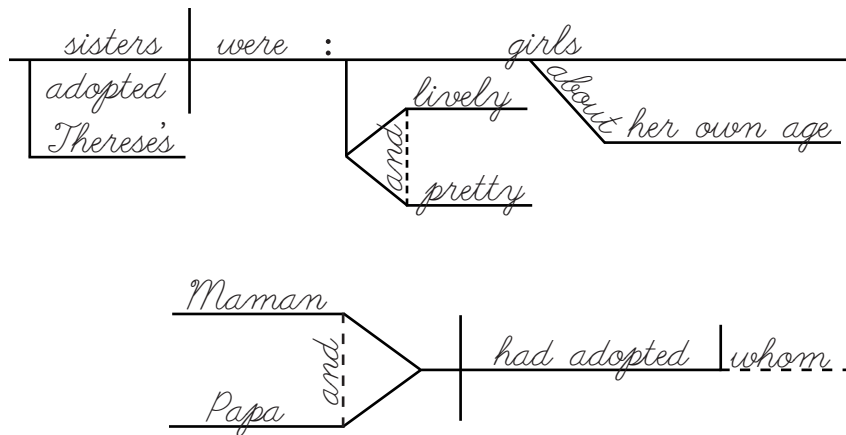 sisters were : girls
adopted lively about
Therese's and her own age
pretty
Maman
and had adopted whom
Papa